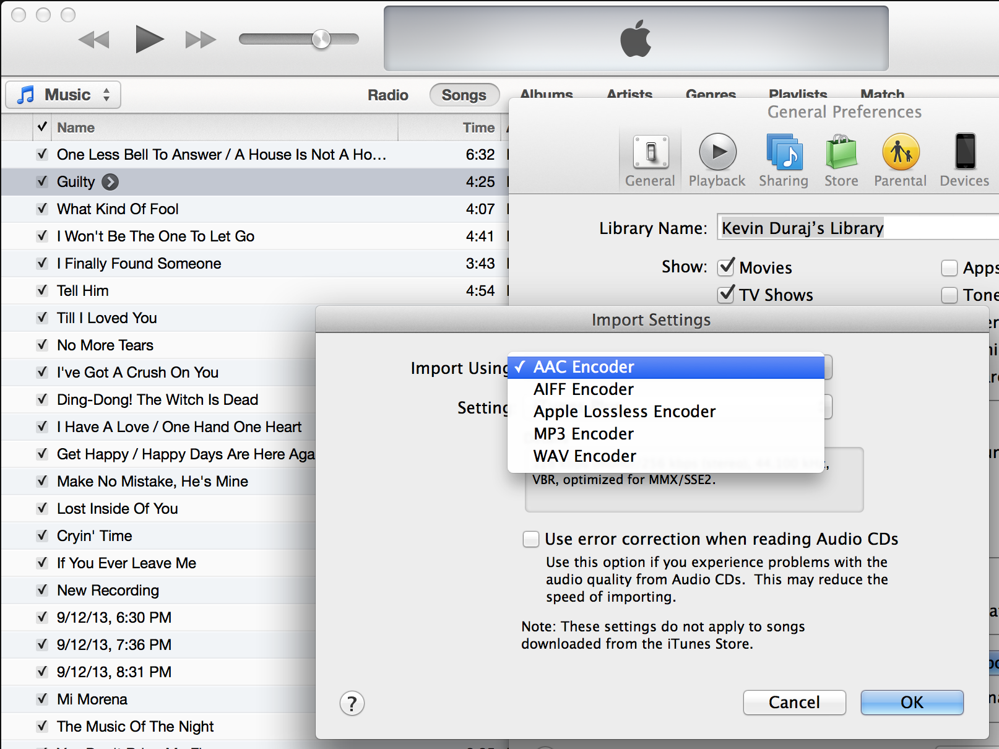 Music
Radio
Songs
Albums
Artists
Genres
Playlists
Match
Name
Time
One Less Bell To Answer / A House Is Not A Ho... 6:32
Guilty 4:25
What Kind Of Fool 4:07
I Won't Be The One To Let Go 4:41
I Finally Found Someone 3:43
Tell Him 4:54
Till I Loved You
No More Tears
I've Got A Crush On You
Ding-Dong! The Witch Is Dead
I Have A Love / One Hand One Heart
Get Happy / Happy Days Are Here Aga
Make No Mistake, He's Mine
Lost Inside Of You
Cryin' Time
If You Ever Leave Me
New Recording
9/12/13, 6:30 PM
9/12/13, 7:36 PM
9/12/13, 8:31 PM
Mi Morena
The Music Of The Night
General Preferences
General
Playback
Sharing
Store
Parental
Devices
Library Name: Kevin Duraj's Library
Show: Movies Apps
TV Shows Tone
Import Settings
Import Using
AAC Encoder
AIFF Encoder
Apple Lossless Encoder
MP3 Encoder
WAV Encoder
Setting
VBR, optimized for MMX/SSE2.
Use error correction when reading Audio CDs
Use this option if you experience problems with the
audio quality from Audio CDs. This may reduce the
speed of importing.
Note: These settings do not apply to songs
downloaded from the iTunes Store.
?
Cancel
OK